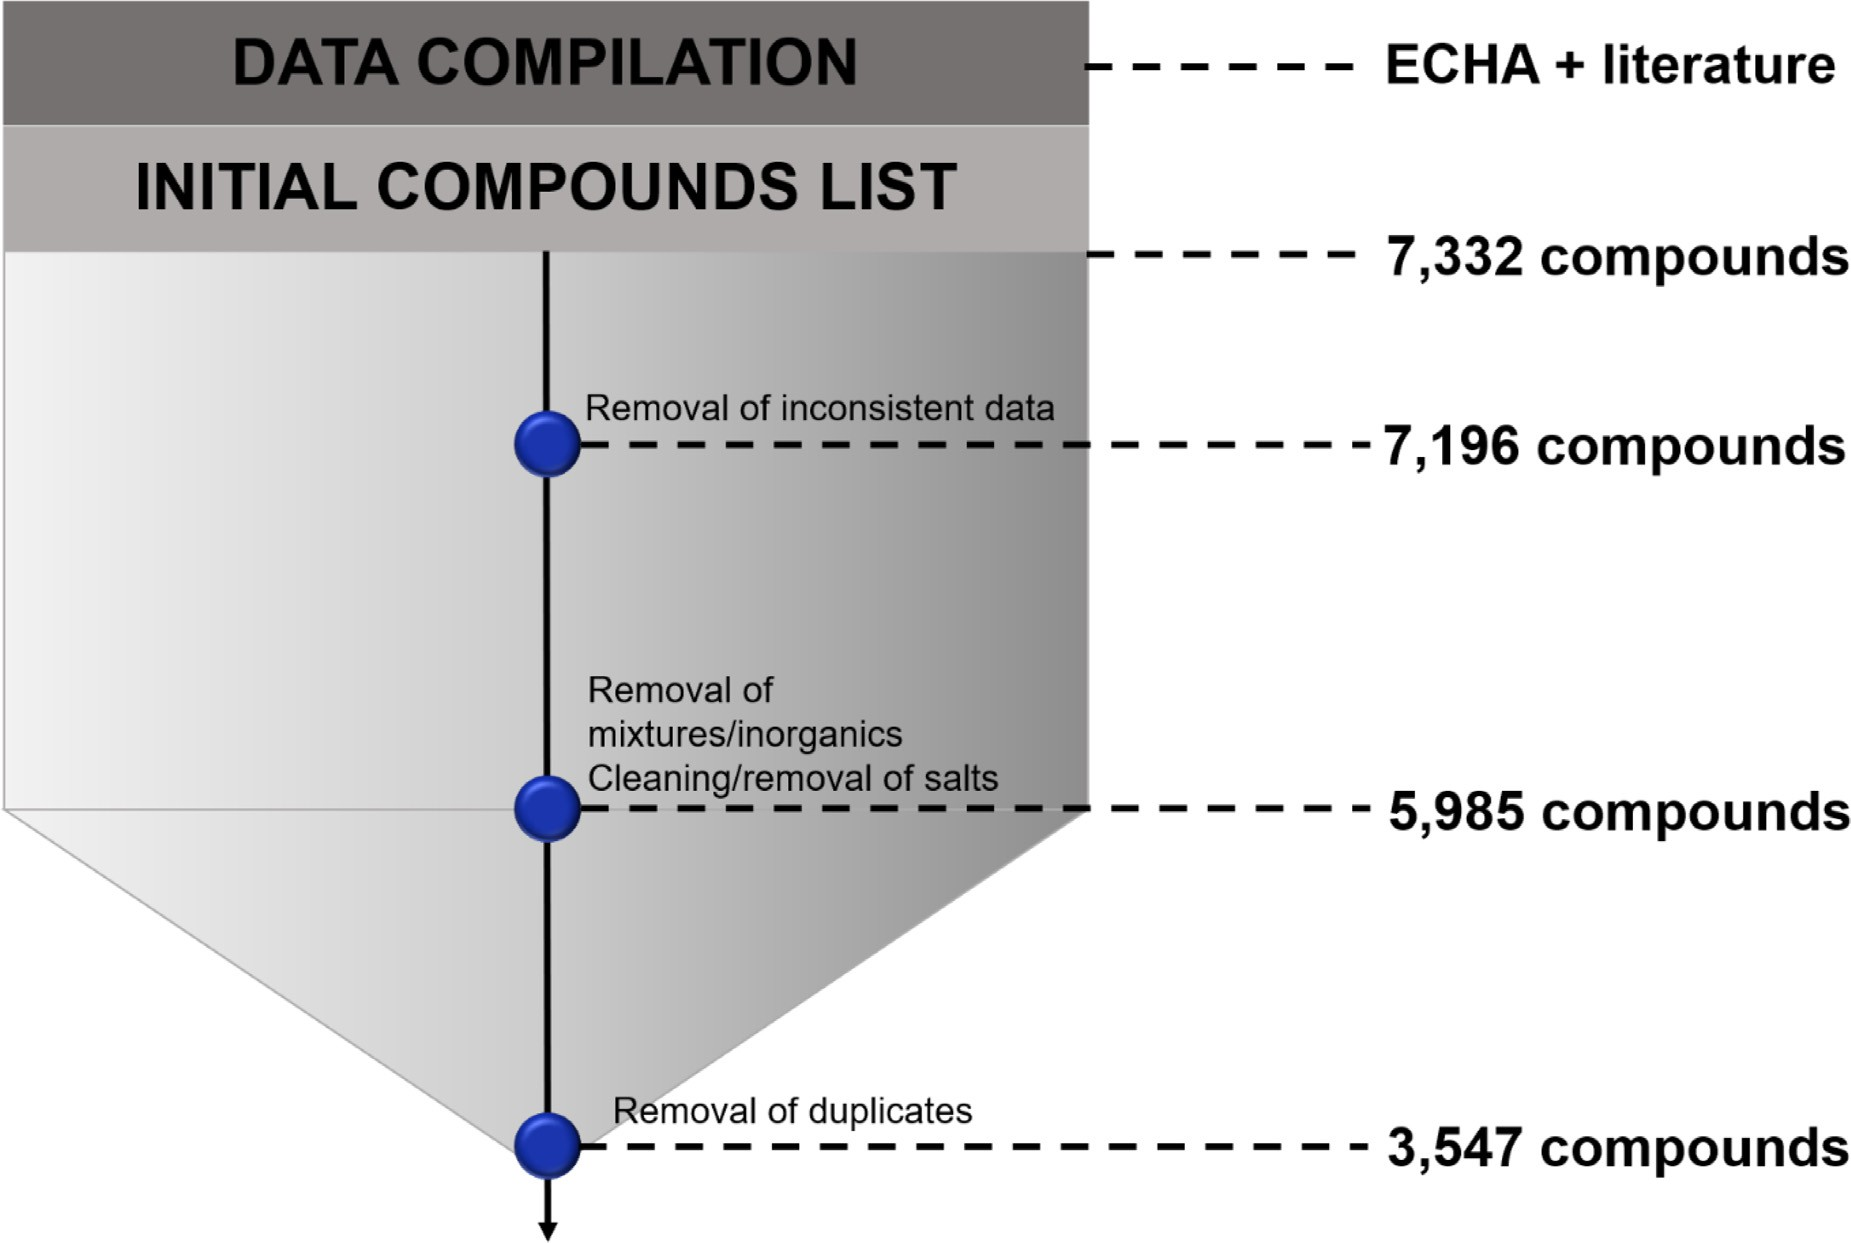 DATA COMPILATION
ECHA + literature
INITIAL COMPOUNDS LIST
7,332 compounds
Removal of inconsistent data
7,196 compounds
Removal of
mixtures/inorganics
Cleaning/removal of salts
5,985 compounds
Removal of duplicates
3,547 compounds